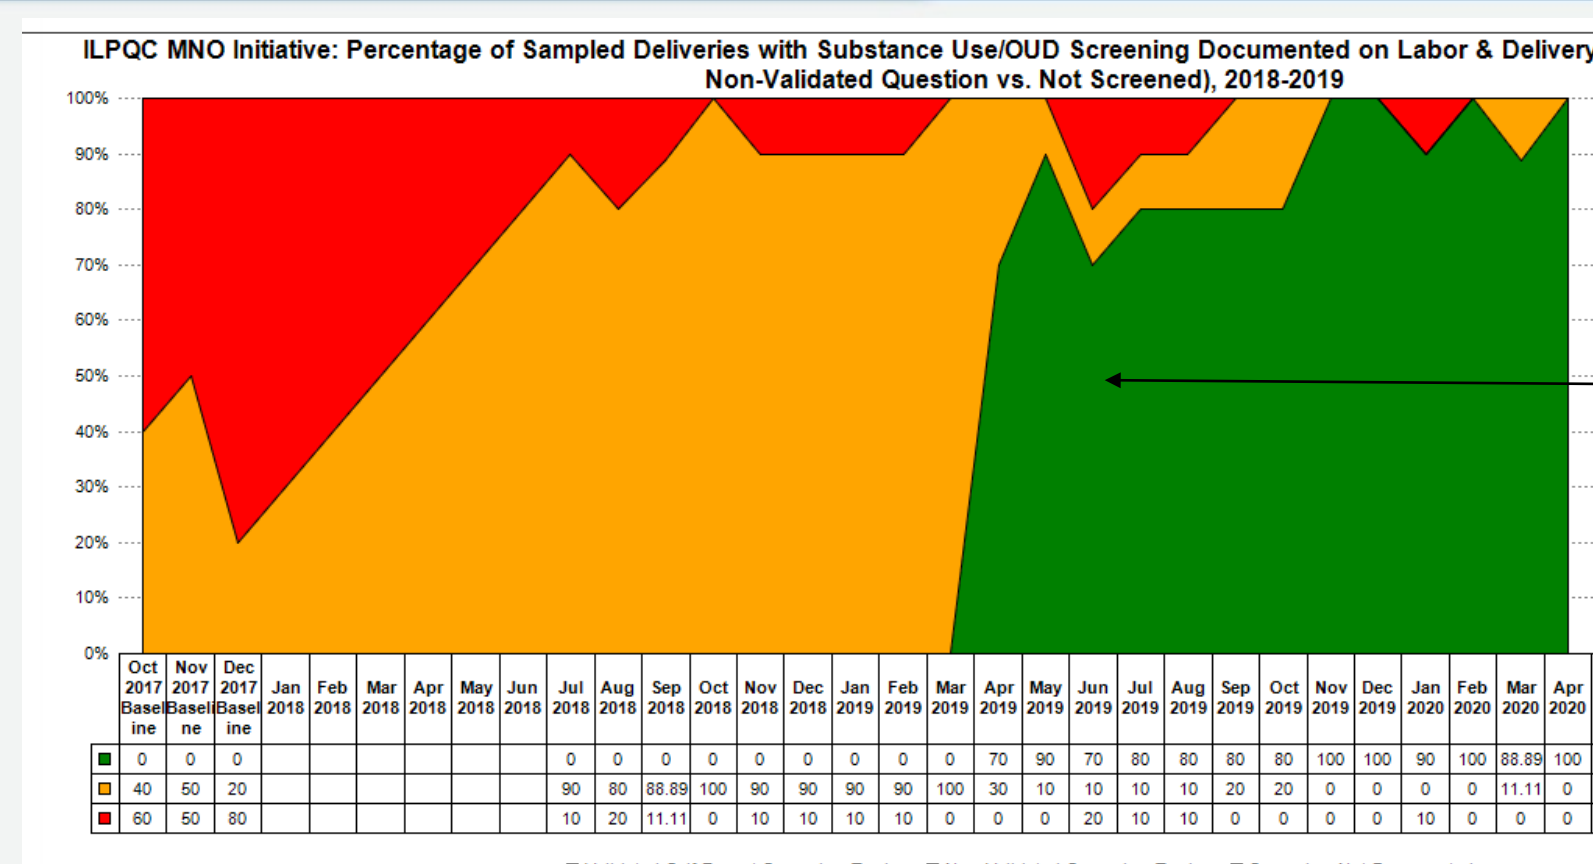 ILPQC MNO Initiative: Percentage of Sampled Deliveries with Substance Use/OUD Screening Documented on Labor & Delivery
Non-Validated Question vs. Not Screened), 2018-2019
100%
90%
80%
70%
60%
50%
40%
30%
20%
10%
0%
Oct 2017 Baseline Nov 2017 Baseline Dec 2017 Baseline Jan 2018 Feb 2018 Mar 2018 Apr 2018 May 2018 Jun 2018 Jul 2018 Aug 2018 Sep 2018 Oct 2018 Nov 2018 Dec 2018 Jan 2019 Feb 2019 Mar 2019 Apr 2019 May 2019 Jun 2019 Jul 2019 Aug 2019 Sep 2019 Oct 2019 Nov 2019 Dec 2019 Jan 2020 Feb 2020 Mar 2020 Apr 2020
0 0 0 0 0 0 0 0 0 0 0 0 70 90 70 80 80 80 80 100 100 90 100 88.89 100
40 50 20 90 80 88.89 100 90 90 90 90 100 30 10 10 10 10 20 20 0 0 0 0 11.11 0
60 50 80 10 20 11.11 0 10 10 10 10 0 0 0 20 10 10 0 0 0 0 10 0 0 0